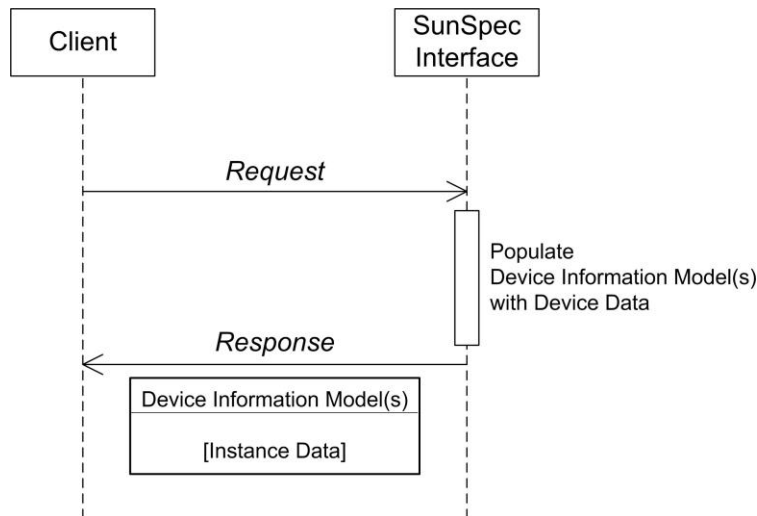 Client
SunSpec
Interface
Request
Populate
Device Information Model(s)
with Device Data
Response
Device Information Model(s)
[Instance Data]